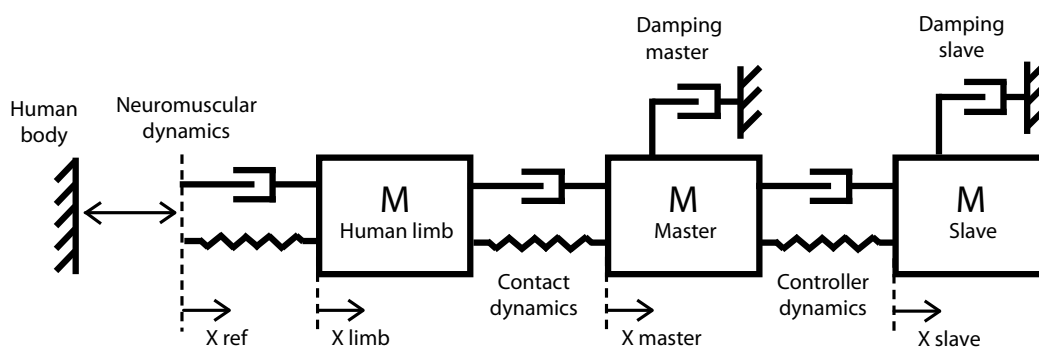 Damping
master
Damping
slave
Human
body
Neuromuscular
dynamics
M
Human limb
M
Master
M
Slave
Contact
dynamics
Controller
dynamics
X ref
X limb
X master
X slave